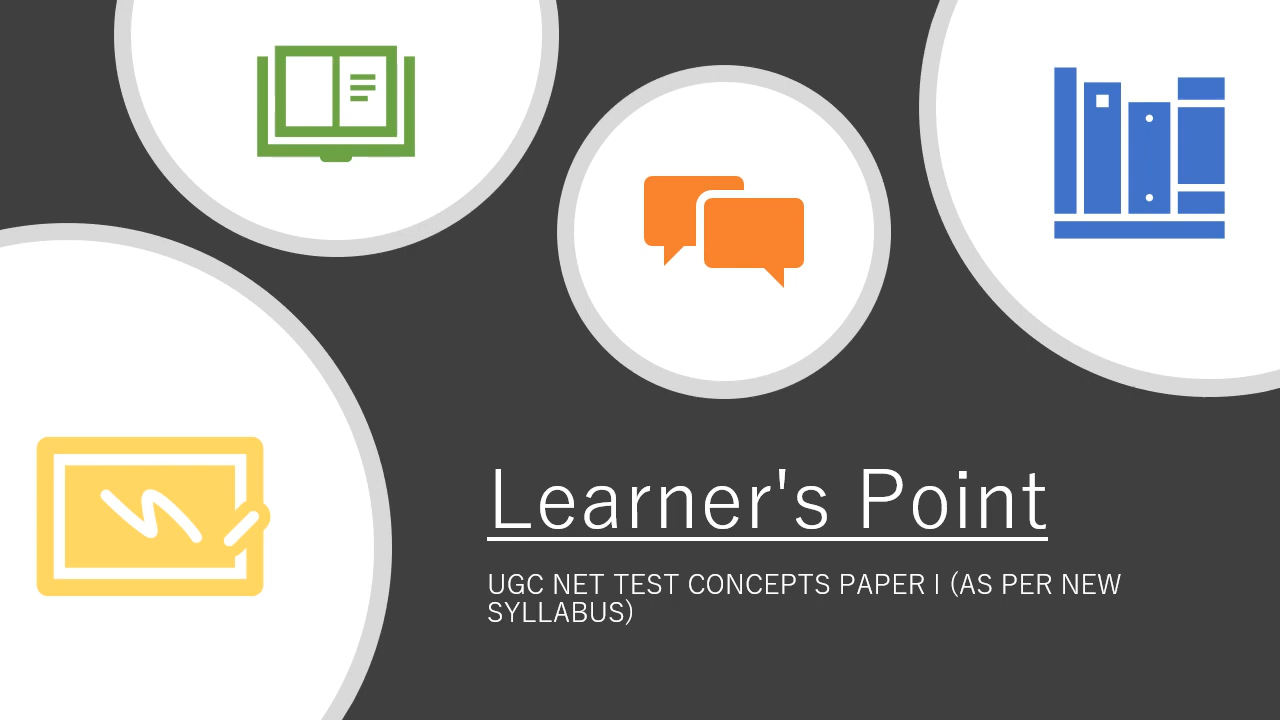 Learner's Point
UGC NET TEST CONCEPTS PAPER I (AS PER NEW
SYLLABUS)